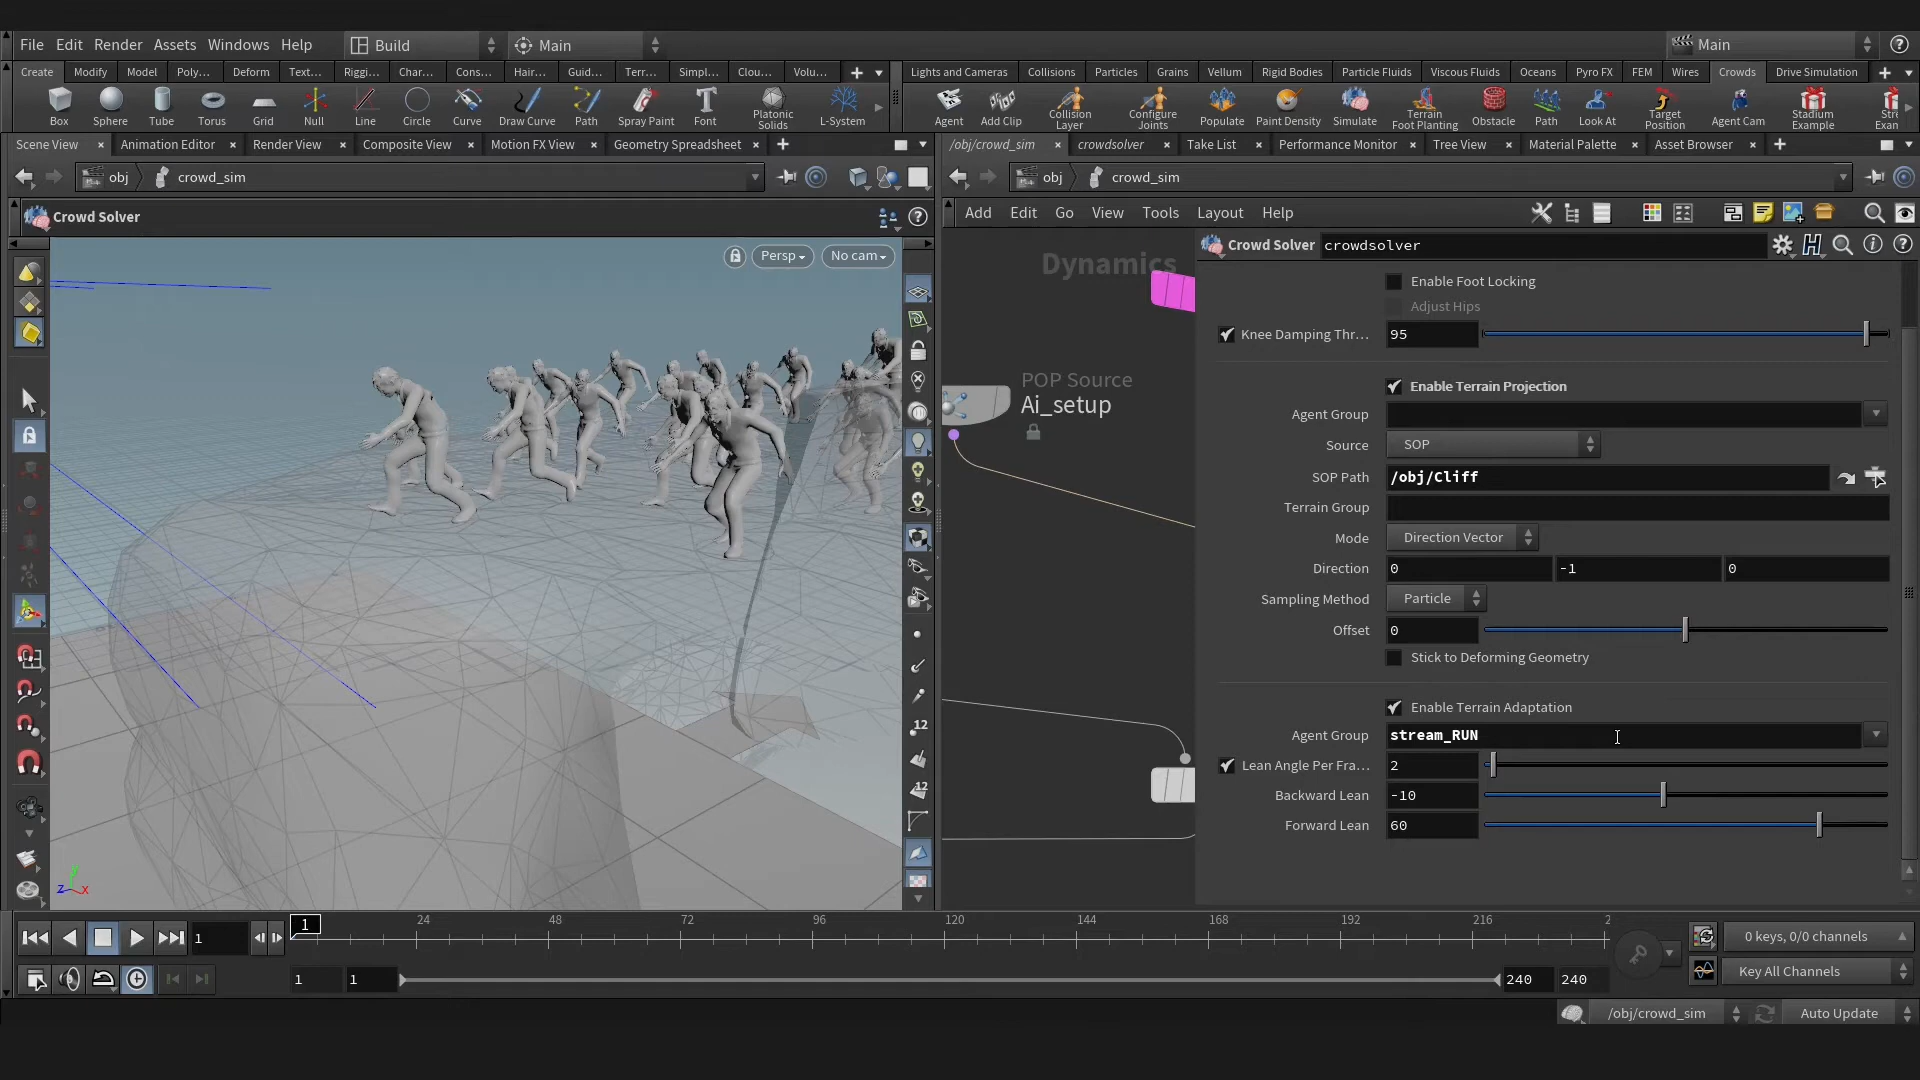 File Edit Render Assets Windows Help Build Main Main
Create Modify Model Poly... Deform Text... Riggi... Char... Cons... Hair... Guid... Terr... Simpl... Clou... Volu... Lights and Cameras Collisions Particles Grains Vellum Rigid Bodies Particle Fluids Viscous Fluids Oceans Pyro FX FEM Wires Crowds Drive Simulation
Box Sphere Tube Torus Grid Null Line Circle Curve Draw Curve Path Spray Paint Font Platonic Solids L-System Agent Add Clip Collision Layer Configure Joints Populate Paint Density Simulate Terrain Foot Planting Obstacle Path Look At Target Position Agent Cam Stadium Example
Scene View Animation Editor Render View Composite View Motion FX View Geometry Spreadsheet /obj/crowd_sim crowdsolver Take List Performance Monitor Tree View Material Palette Asset Browser
obj crowd_sim obj crowd_sim
Crowd Solver
Add Edit Go View Tools Layout Help
Persp No cam
Dynamics
POP Source
Ai_setup
Crowd Solver crowdsolver
Enable Foot Locking
Adjust Hips
Knee Damping Thr... 95
Enable Terrain Projection
Agent Group
Source SOP
SOP Path /obj/Cliff
Terrain Group
Mode Direction Vector
Direction 0 -1 0
Sampling Method Particle
Offset 0
Stick to Deforming Geometry
Enable Terrain Adaptation
Agent Group stream_RUN
Lean Angle Per Fra... 2
Backward Lean -10
Forward Lean 60
12
12
y
z x
1 1 24 48 72 96 120 144 168 192 216 2
0 keys, 0/0 channels
1 1 240 240 Key All Channels
/obj/crowd_sim Auto Update